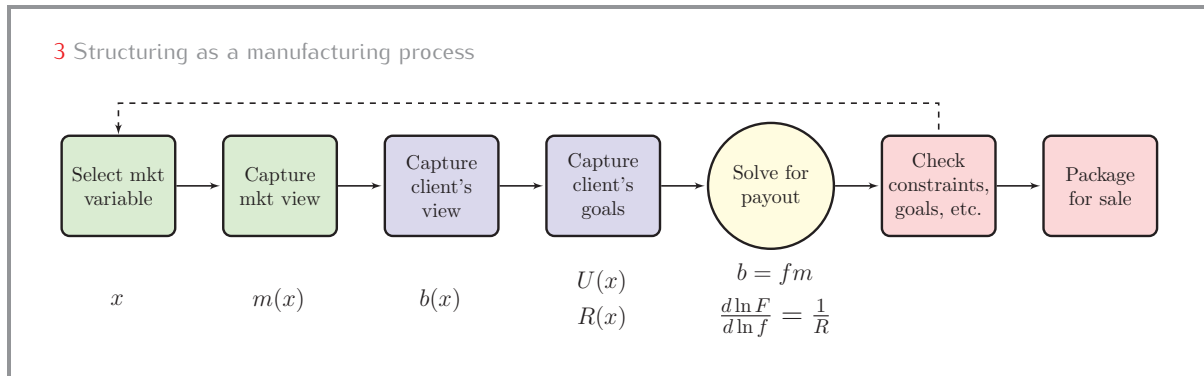 3 Structuring as a manufacturing process
Select mkt
variable
Capture
mkt view
Capture
client's
view
Capture
client's
goals
Solve for
payout
Check
constraints,
goals, etc.
Package
for sale
x
m(x)
b(x)
U(x)
R(x)
b = fm
d ln F / d ln f = 1 / R